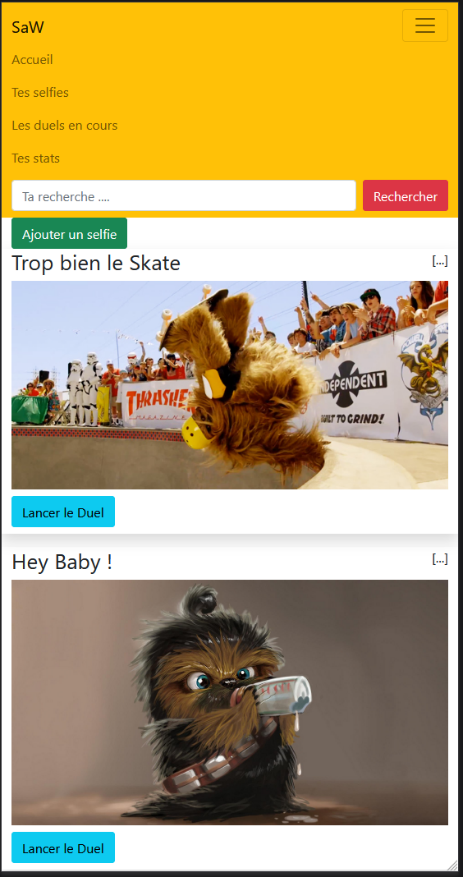 SaW
Accueil
Tes selfies
Les duels en cours
Tes stats
Ta recherche ....
Rechercher
Ajouter un selfie
Trop bien le Skate
[...]
THRASHER
MAGAZINE
INDEPENDENT
BUILT TO GRIND!
Lancer le Duel
Hey Baby !
[...]
Lancer le Duel